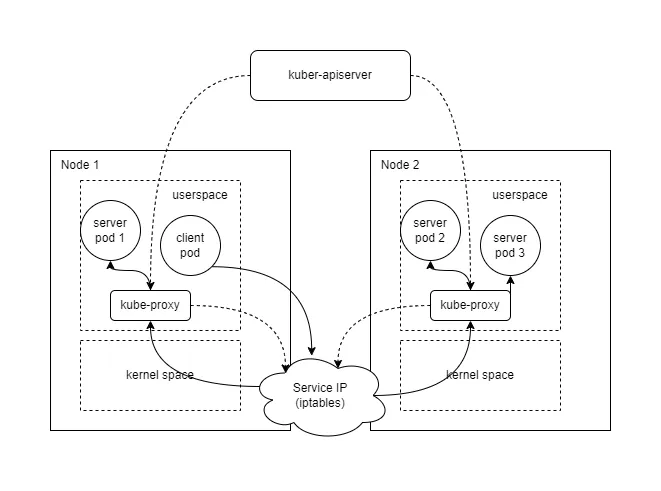 kuber-apiserver
Node 1
userspace
server
pod 1
client
pod
kube-proxy
kernel space
Node 2
userspace
server
pod 2
server
pod 3
kube-proxy
kernel space
Service IP
(iptables)